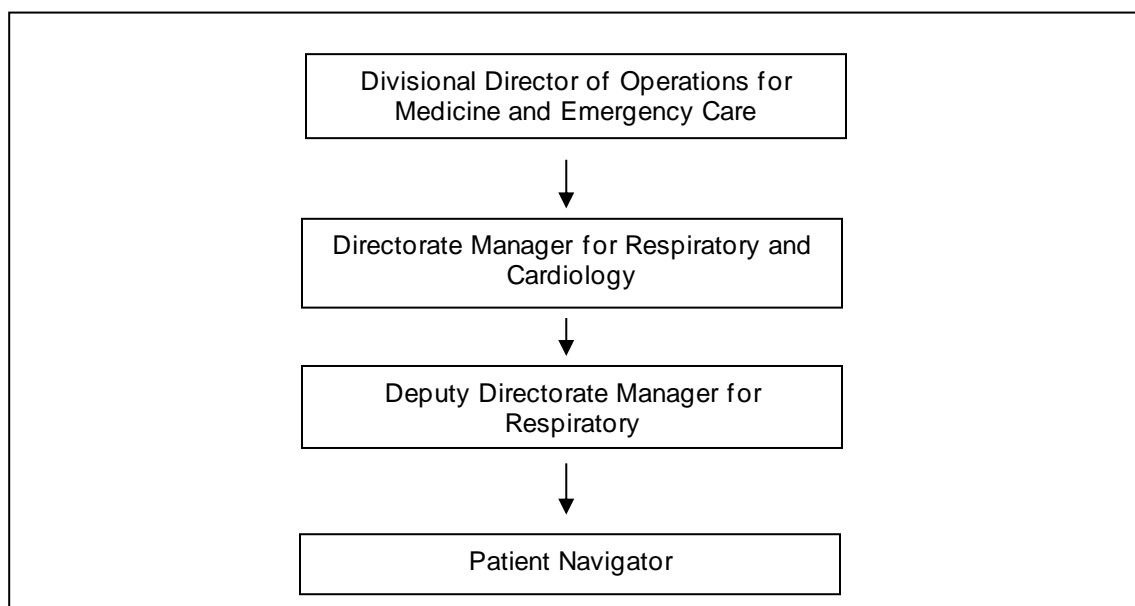 Divisional Director of Operations for
Medicine and Emergency Care
Directorate Manager for Respiratory and
Cardiology
Deputy Directorate Manager for
Respiratory
Patient Navigator